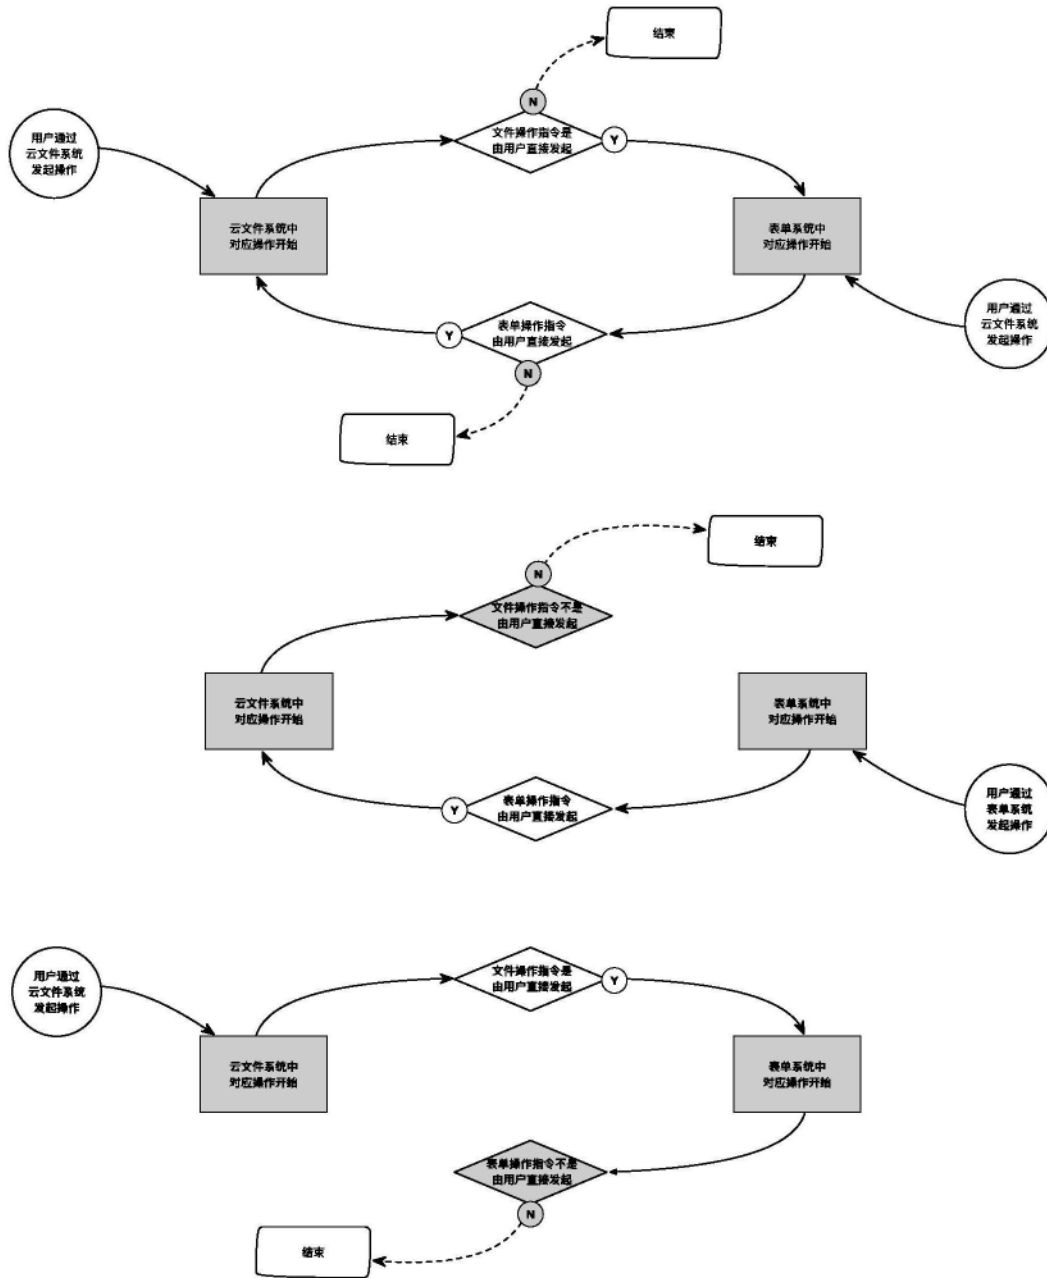 结束
N
用户通过
云文件系统
发起操作
文件操作指令是
由用户直接发起
Y
云文件系统中
对应操作开始
表单系统中
对应操作开始
用户通过
云文件系统
发起操作
表单操作指令
由用户直接发起
Y
N
结束
结束
N
文件操作指令不是
由用户直接发起
云文件系统中
对应操作开始
表单系统中
对应操作开始
用户通过
表单系统
发起操作
表单操作指令
由用户直接发起
Y
用户通过
云文件系统
发起操作
文件操作指令是
由用户直接发起
Y
云文件系统中
对应操作开始
表单系统中
对应操作开始
表单操作指令不是
由用户直接发起
N
结束